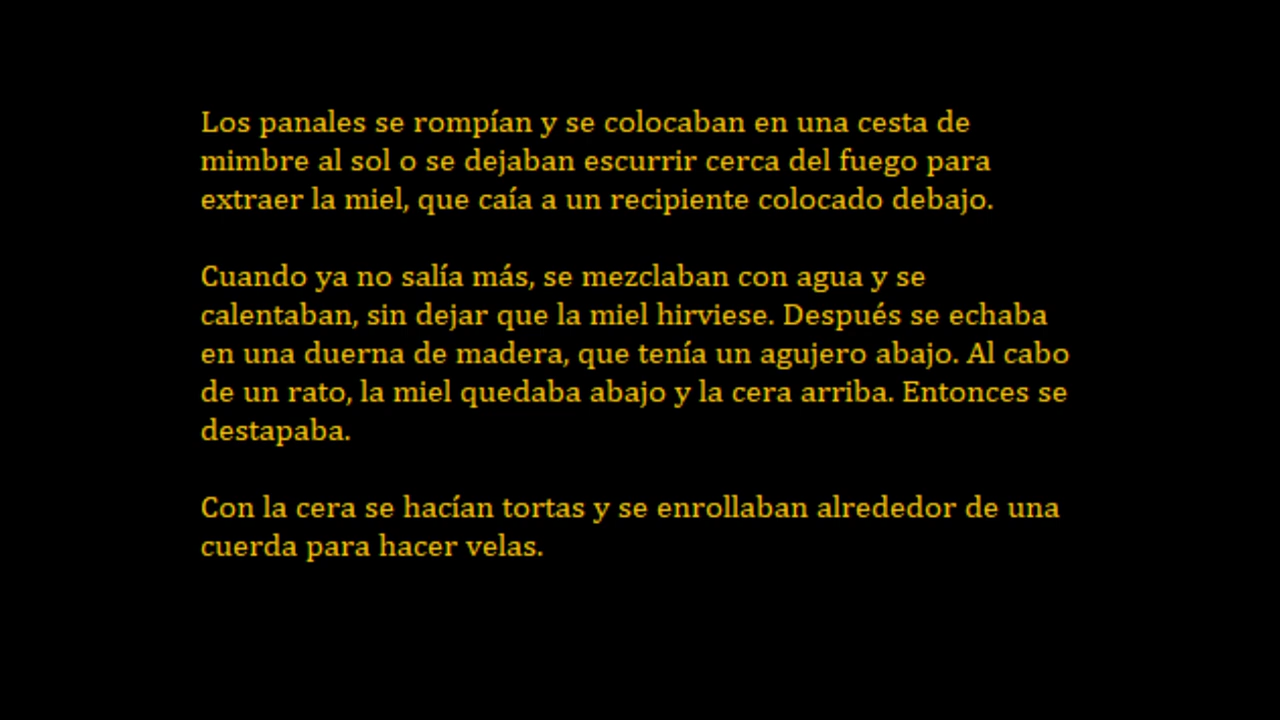 Los panales se rompían y se colocaban en una cesta de
mimbre al sol o se dejaban escurrir cerca del fuego para
extraer la miel, que caía a un recipiente colocado debajo.
Cuando ya no salía más, se mezclaban con agua y se
calentaban, sin dejar que la miel hirviese. Después se echaba
en una duerna de madera, que tenía un agujero abajo. Al cabo
de un rato, la miel quedaba abajo y la cera arriba. Entonces se
destapaba.
Con la cera se hacían tortas y se enrollaban alrededor de una
cuerda para hacer velas.